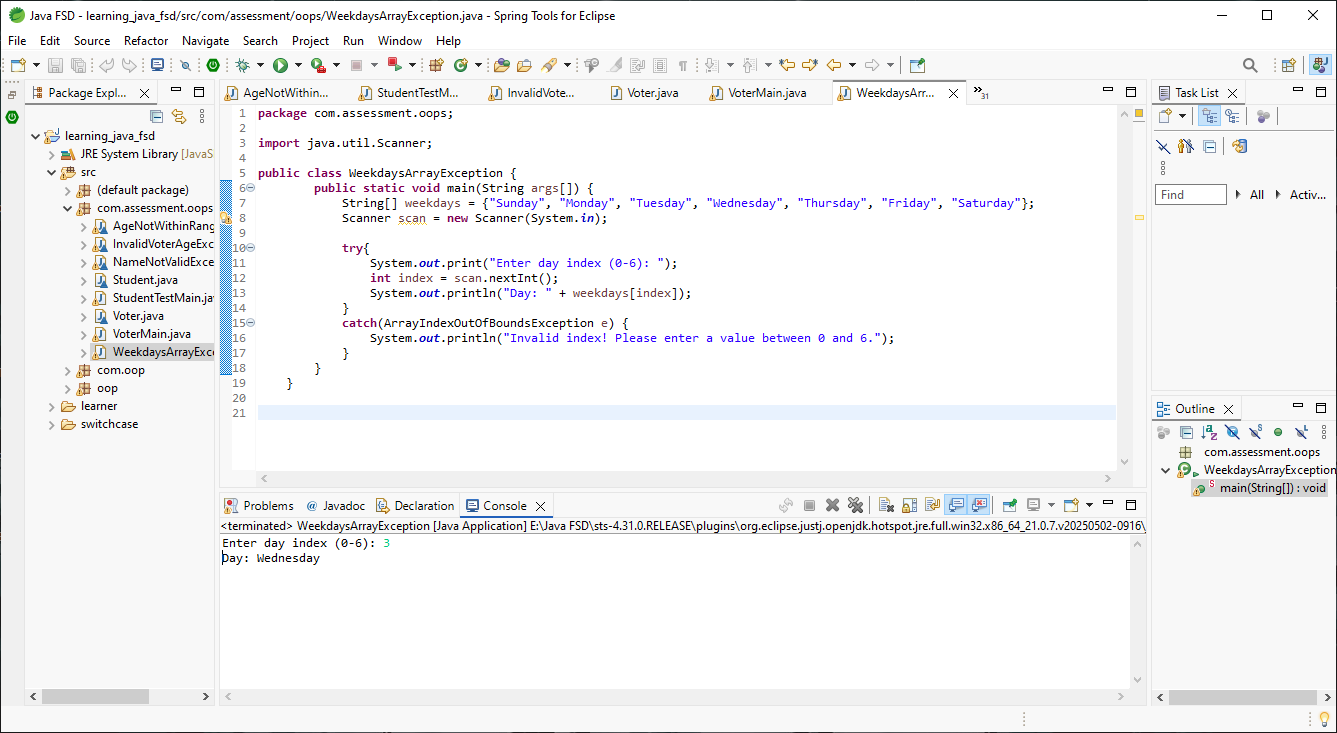 Java FSD - learning_java_fsd/src/com/assessment/oops/WeekdaysArrayException.java - Spring Tools for Eclipse
File Edit Source Refactor Navigate Search Project Run Window Help
Package Expl...
learning_java_fsd
JRE System Library [JavaS
src
(default package)
com.assessment.oops
AgeNotWithinRang
InvalidVoterAgeExc
NameNotValidExce
Student.java
StudentTestMain.ja
Voter.java
VoterMain.java
WeekdaysArrayExce
com.oop
oop
learner
switchcase
AgeNotWithin... StudentTestM... InvalidVote... Voter.java VoterMain.java WeekdaysArr... »31
1 package com.assessment.oops;
2
3 import java.util.Scanner;
4
5 public class WeekdaysArrayException {
6 public static void main(String args[]) {
7 String[] weekdays = {"Sunday", "Monday", "Tuesday", "Wednesday", "Thursday", "Friday", "Saturday"};
8 Scanner scan = new Scanner(System.in);
9
10 try{
11 System.out.print("Enter day index (0-6): ");
12 int index = scan.nextInt();
13 System.out.println("Day: " + weekdays[index]);
14 }
15 catch(ArrayIndexOutOfBoundsException e) {
16 System.out.println("Invalid index! Please enter a value between 0 and 6.");
17 }
18 }
19 }
20
21
Problems @ Javadoc Declaration Console
<terminated> WeekdaysArrayException [Java Application] E:\Java FSD\sts-4.31.0.RELEASE\plugins\org.eclipse.justj.openjdk.hotspot.jre.full.win32.x86_64_21.0.7.v20250502-0916\
Enter day index (0-6): 3
Day: Wednesday
Task List
Find All Activ...
Outline
com.assessment.oops
WeekdaysArrayException
main(String[]) : void